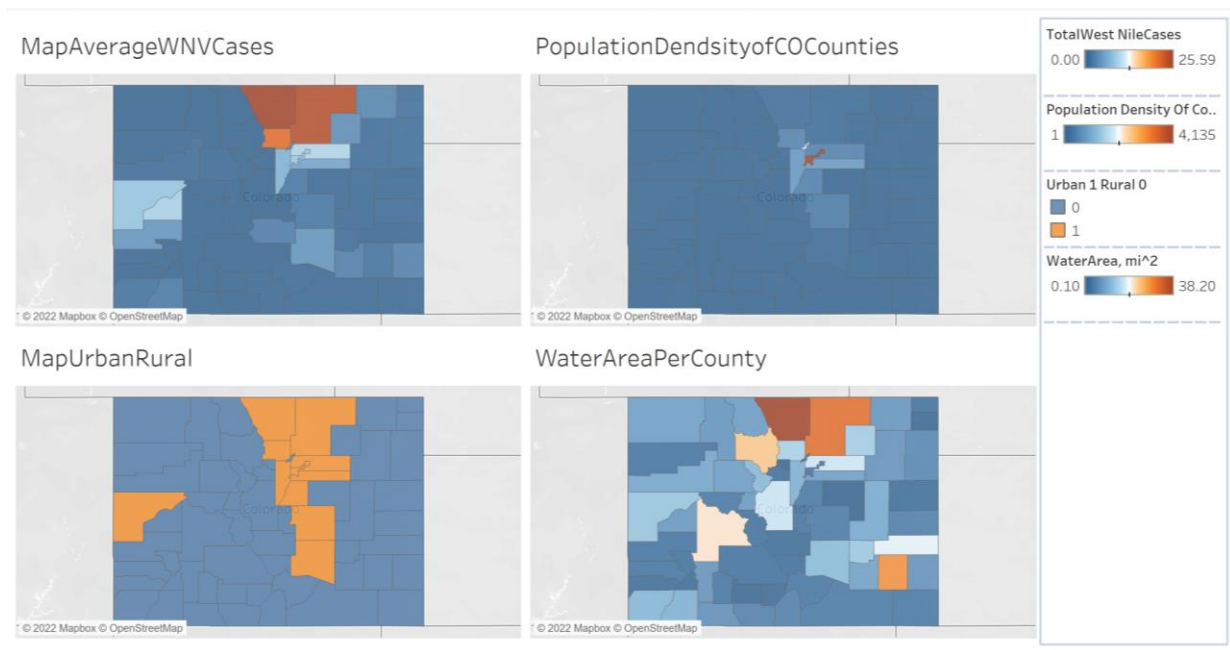 MapAverageWNVCases
PopulationDendsityofCOCounties
Colorado
Colorado
© 2022 Mapbox © OpenStreetMap
© 2022 Mapbox © OpenStreetMap
MapUrbanRural
WaterAreaPerCounty
Colorado
Colorado
© 2022 Mapbox © OpenStreetMap
© 2022 Mapbox © OpenStreetMap
TotalWest NileCases
0.00 25.59
Population Density Of Co..
1 4,135
Urban 1 Rural 0
0
1
WaterArea, mi^2
0.10 38.20